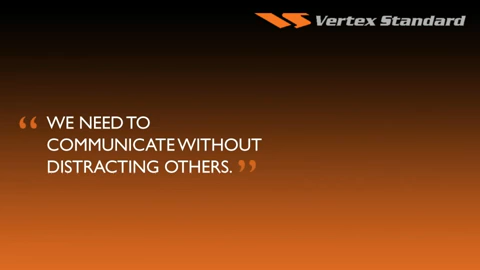 Vertex Standard
“ WE NEED TO
COMMUNICATE WITHOUT
DISTRACTING OTHERS. ”